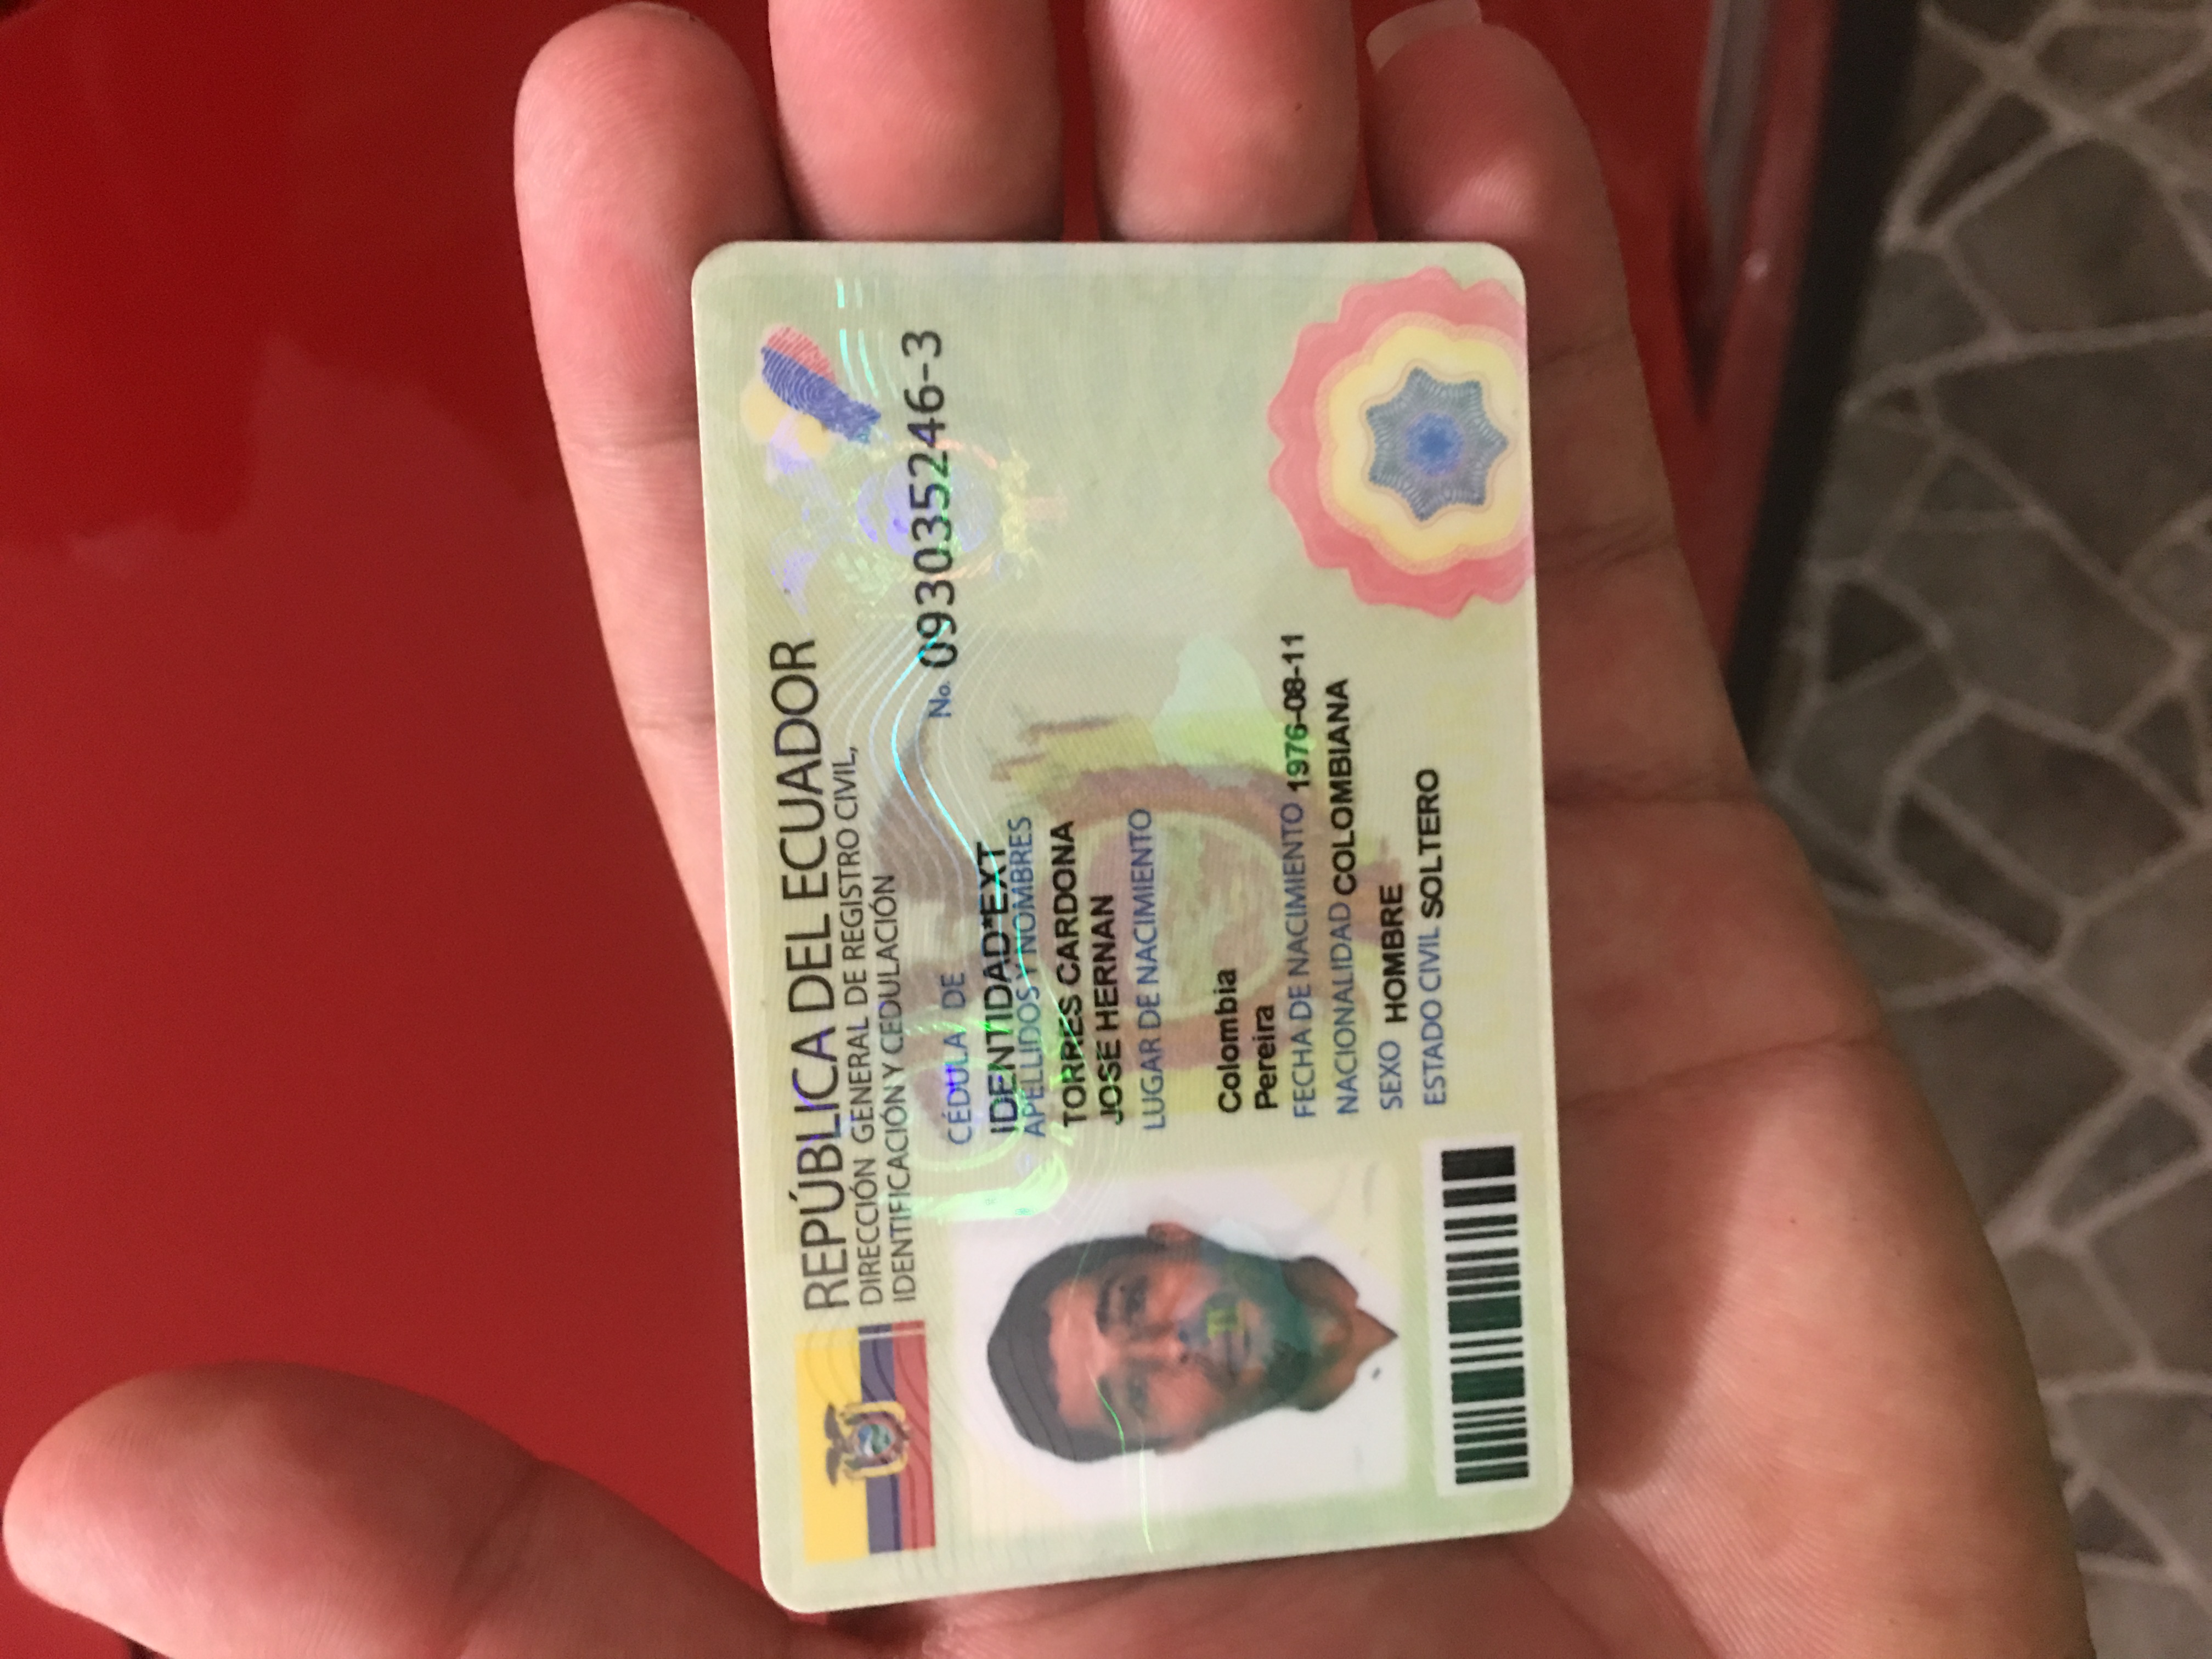 REPÚBLICA DEL ECUADOR
DIRECCIÓN GENERAL DE REGISTRO CIVIL,
IDENTIFICACIÓN Y CEDULACIÓN
CÉDULA DE
No. 093035246-3
IDENTIDAD*EXT
APELLIDOS Y NOMBRES
TORRES CARDONA
JOSE HERNAN
LUGAR DE NACIMIENTO
Colombia
Pereira
FECHA DE NACIMIENTO 1976-08-11
NACIONALIDAD COLOMBIANA
SEXO HOMBRE
ESTADO CIVIL SOLTERO